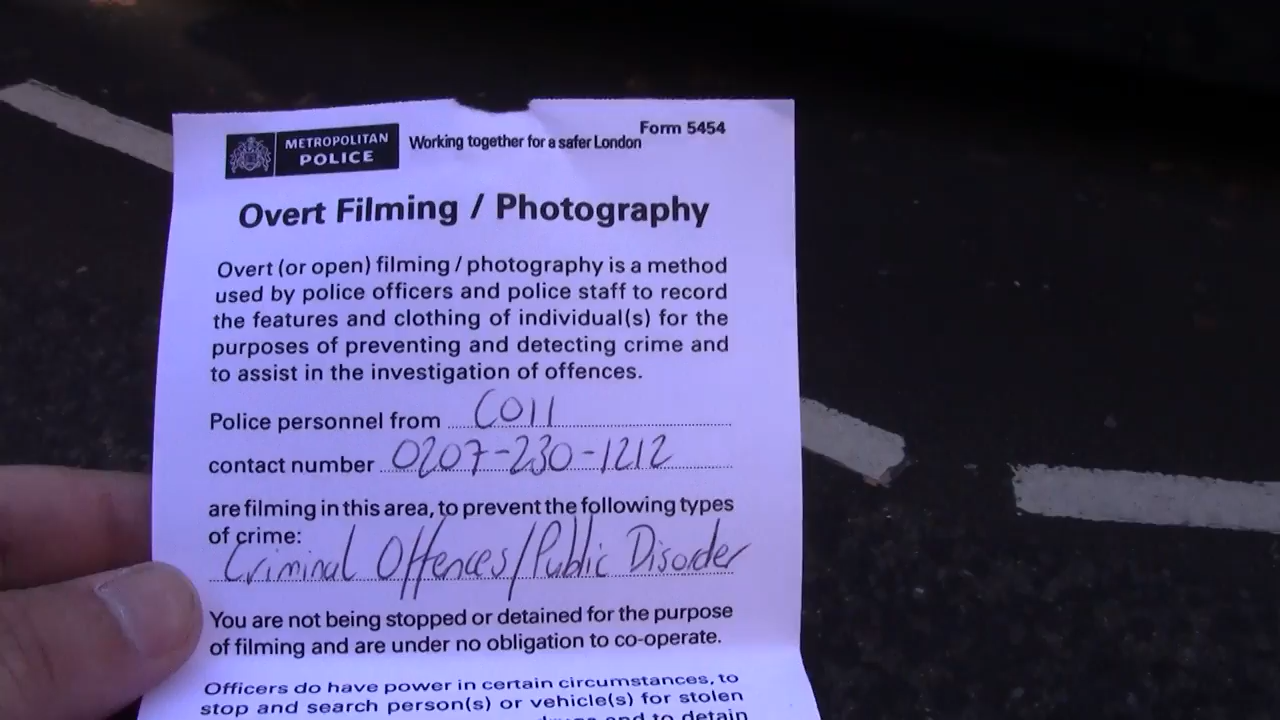 Form 5454
METROPOLITAN
POLICE
Working together for a safer London
Overt Filming / Photography
Overt (or open) filming / photography is a method
used by police officers and police staff to record
the features and clothing of individual(s) for the
purposes of preventing and detecting crime and
to assist in the investigation of offences.
Police personnel from CO11
contact number 0207-230-1212
are filming in this area, to prevent the following types
of crime:
Criminal Offences/Public Disorder
You are not being stopped or detained for the purpose
of filming and are under no obligation to co-operate.
Officers do have power in certain circumstances, to
stop and search person(s) or vehicle(s) for stolen
and to detain